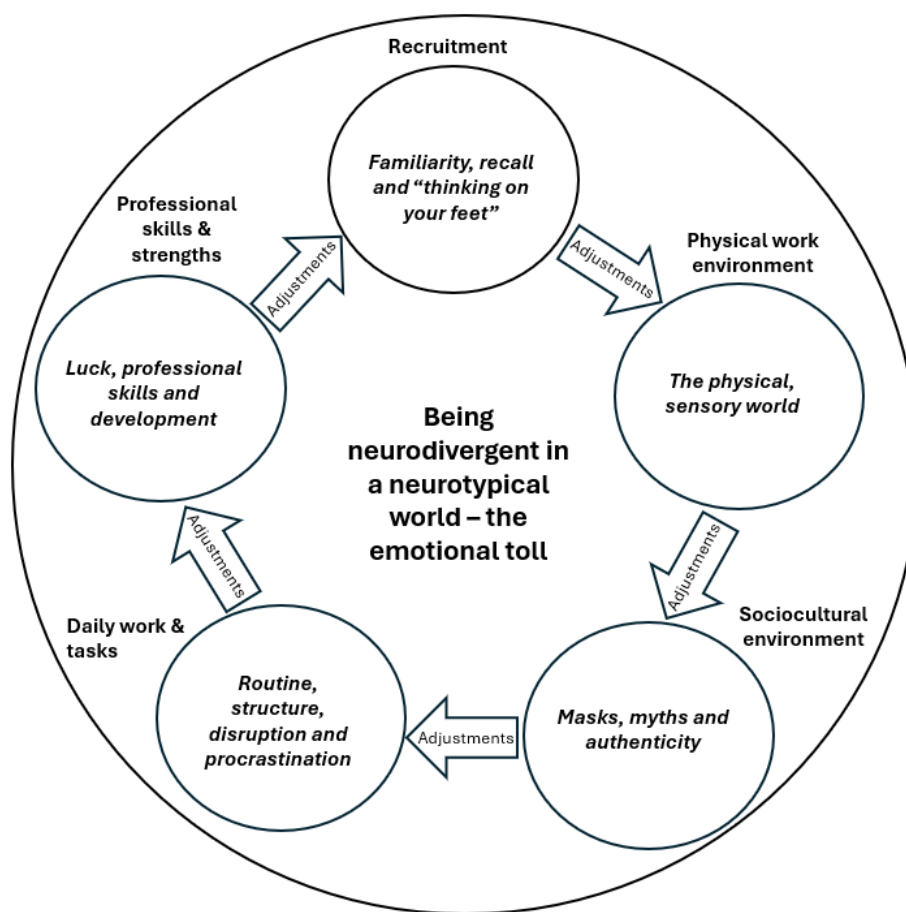 Recruitment
Familiarity, recall
and “thinking on
your feet”
Adjustments
Physical work
environment
The physical,
sensory world
Adjustments
Sociocultural
environment
Masks, myths and
authenticity
Adjustments
Daily work &
tasks
Routine,
structure,
disruption and
procrastination
Adjustments
Professional
skills &
strengths
Luck, professional
skills and
development
Adjustments
Being
neurodivergent in
a neurotypical
world – the
emotional toll